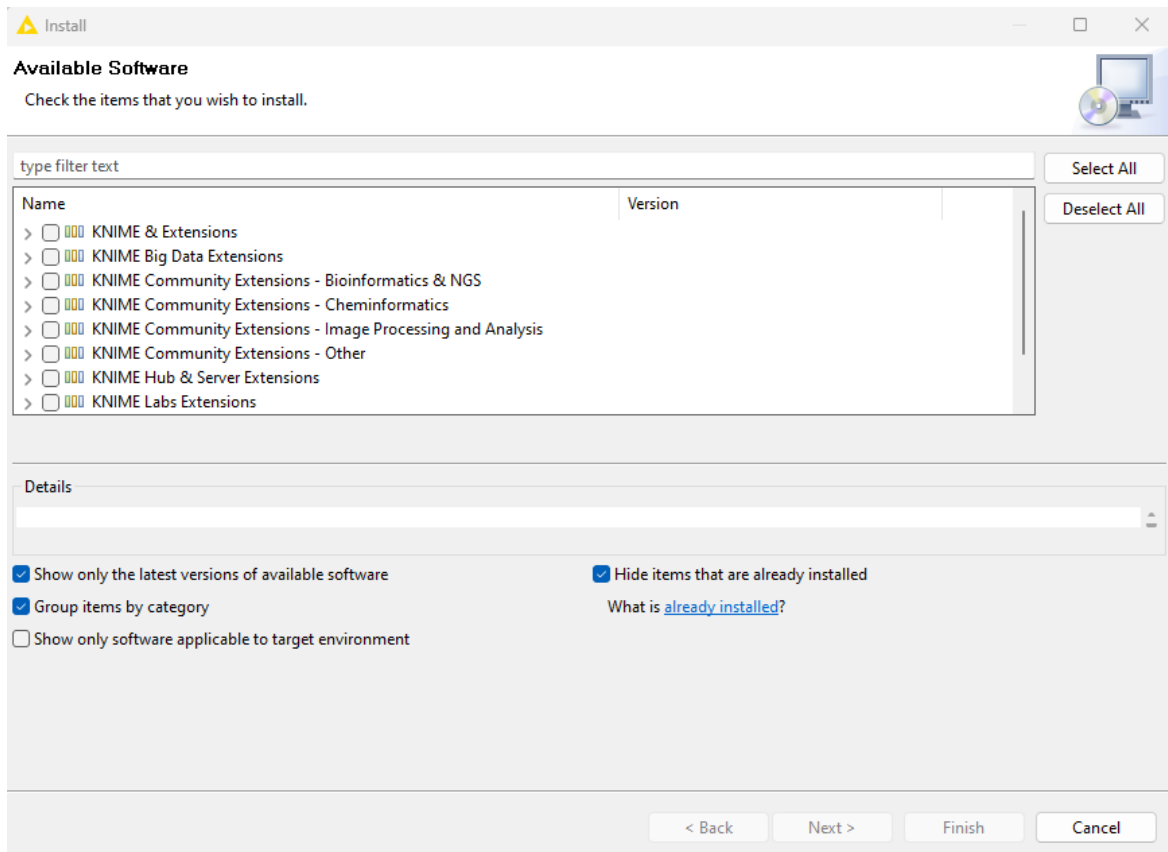 Install
Available Software
Check the items that you wish to install.
type filter text
Select All
Name Version
Deselect All
KNIME & Extensions
KNIME Big Data Extensions
KNIME Community Extensions - Bioinformatics & NGS
KNIME Community Extensions - Cheminformatics
KNIME Community Extensions - Image Processing and Analysis
KNIME Community Extensions - Other
KNIME Hub & Server Extensions
KNIME Labs Extensions
Details
Show only the latest versions of available software Hide items that are already installed
Group items by category What is already installed?
Show only software applicable to target environment
< Back Next > Finish Cancel